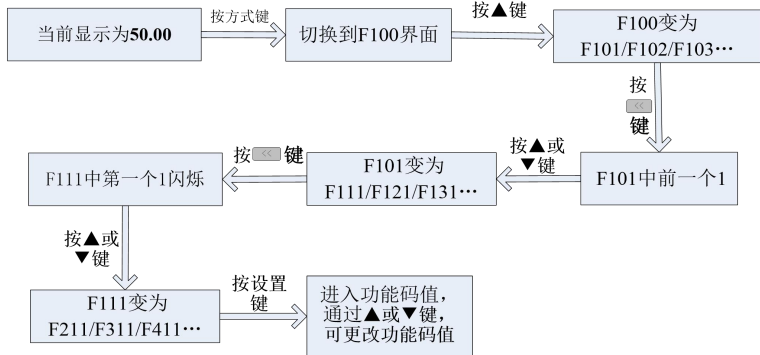 当前显示为50.00
按方式键
切换到F100界面
按▲键
F100变为
F101/F102/F103…
按
<<
键
F101中前一个1
按▲或
▼键
F101变为
F111/F121/F131…
按<<键
F111中第一个1闪烁
按▲或
▼键
F111变为
F211/F311/F411…
按设置
键
进入功能码值，
通过▲或▼键，
可更改功能码值